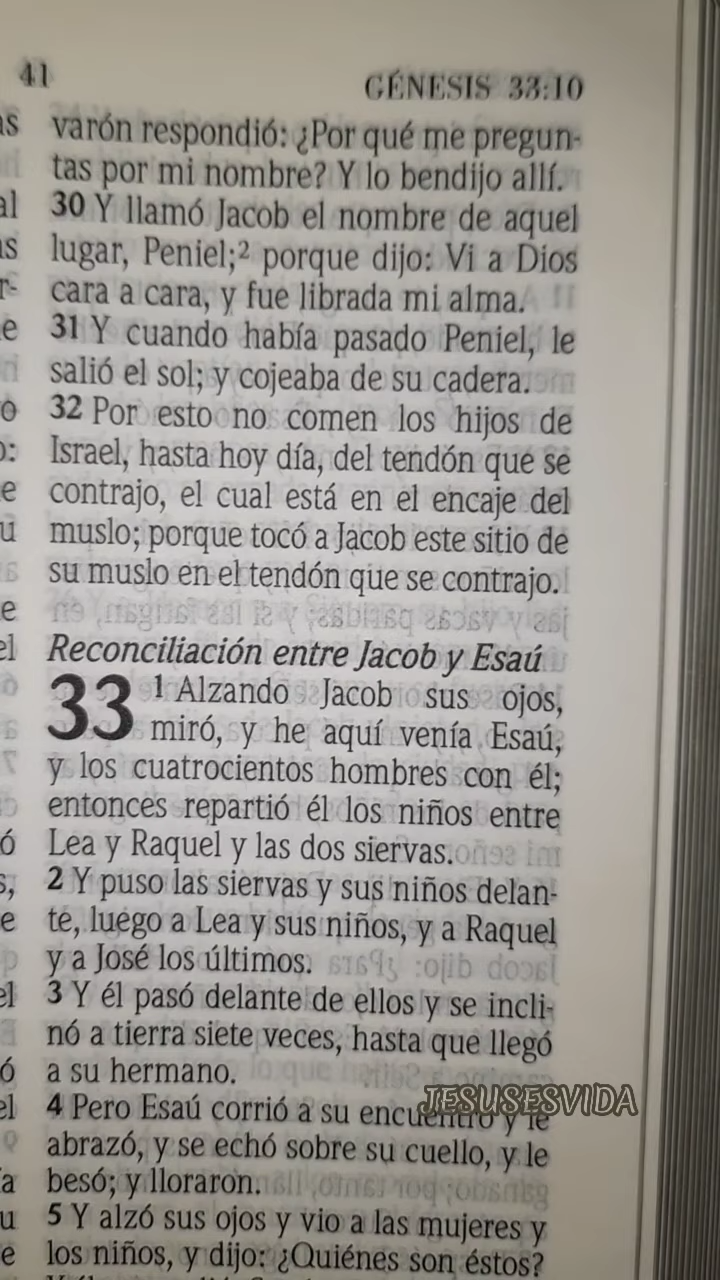 41
GÉNESIS 33:10
varón respondió: ¿Por qué me pregun-
tas por mi nombre? Y lo bendijo allí.
30 Y llamó Jacob el nombre de aquel
lugar, Peniel;² porque dijo: Vi a Dios
cara a cara, y fue librada mi alma.
31 Y cuando había pasado Peniel, le
salió el sol; y cojeaba de su cadera.
32 Por esto no comen los hijos de
Israel, hasta hoy día, del tendón que se
contrajo, el cual está en el encaje del
muslo; porque tocó a Jacob este sitio de
su muslo en el tendón que se contrajo.
Reconciliación entre Jacob y Esaú
33 ¹ Alzando Jacob sus ojos,
miró, y he aquí venía Esaú,
y los cuatrocientos hombres con él;
entonces repartió él los niños entre
Lea y Raquel y las dos siervas.
2 Y puso las siervas y sus niños delan-
te, luego a Lea y sus niños, y a Raquel
y a José los últimos.
3 Y él pasó delante de ellos y se incli-
nó a tierra siete veces, hasta que llegó
a su hermano.
4 Pero Esaú corrió a su encuentro y le
JESUSESVIDA
abrazó, y se echó sobre su cuello, y le
besó; y lloraron.
5 Y alzó sus ojos y vio a las mujeres y
los niños, y dijo: ¿Quiénes son éstos?